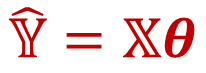 𝕐̂ = 𝕏𝜽